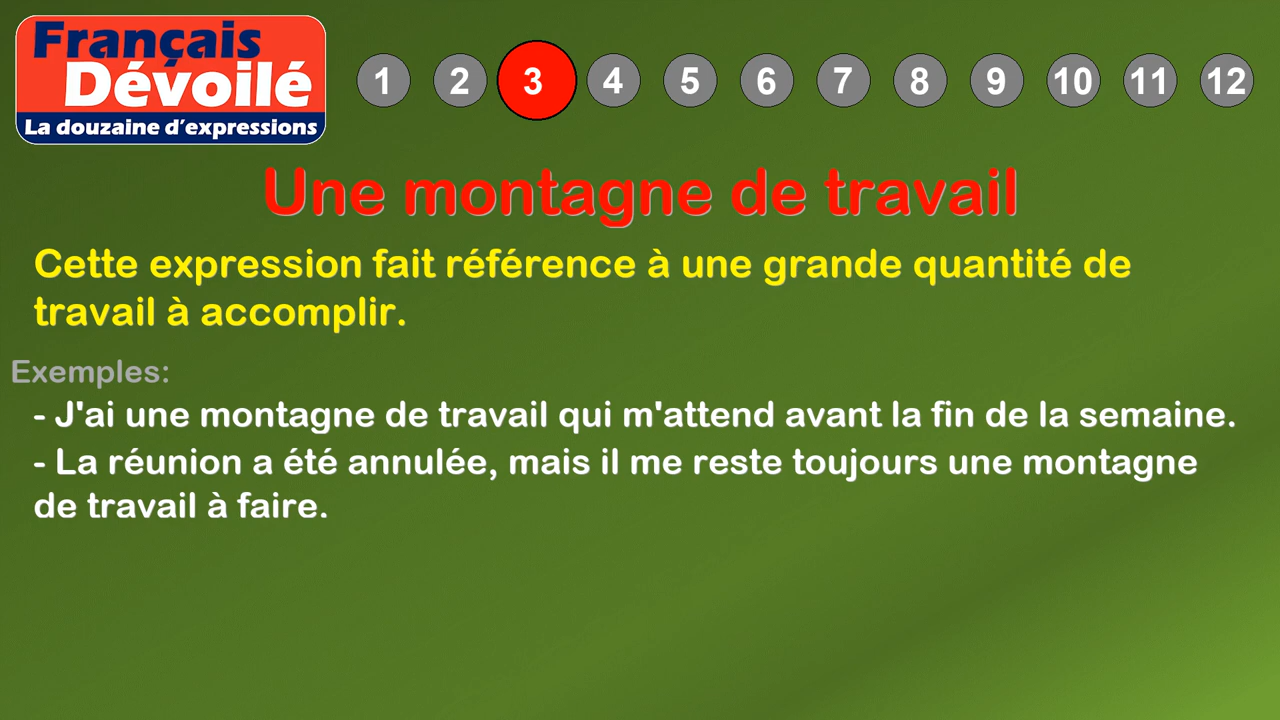 Français
Dévoilé
La douzaine d'expressions
1 2 3 4 5 6 7 8 9 10 11 12
Une montagne de travail
Cette expression fait référence à une grande quantité de
travail à accomplir.
Exemples:
- J'ai une montagne de travail qui m'attend avant la fin de la semaine.
- La réunion a été annulée, mais il me reste toujours une montagne
de travail à faire.